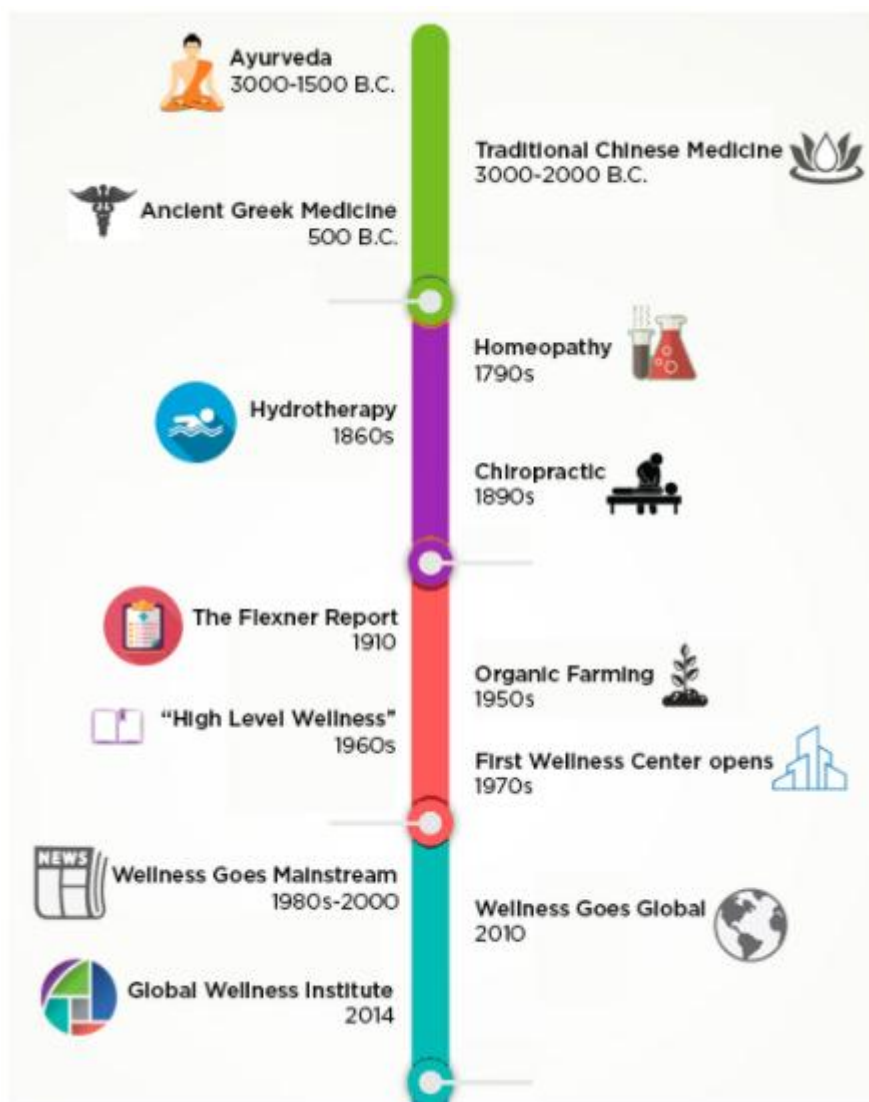 Ayurveda
3000-1500 B.C.
Traditional Chinese Medicine
3000-2000 B.C.
Ancient Greek Medicine
500 B.C.
Homeopathy
1790s
Hydrotherapy
1860s
Chiropractic
1890s
The Flexner Report
1910
Organic Farming
1950s
“High Level Wellness”
1960s
First Wellness Center opens
1970s
NEWS
Wellness Goes Mainstream
1980s-2000
Wellness Goes Global
2010
Global Wellness Institute
2014